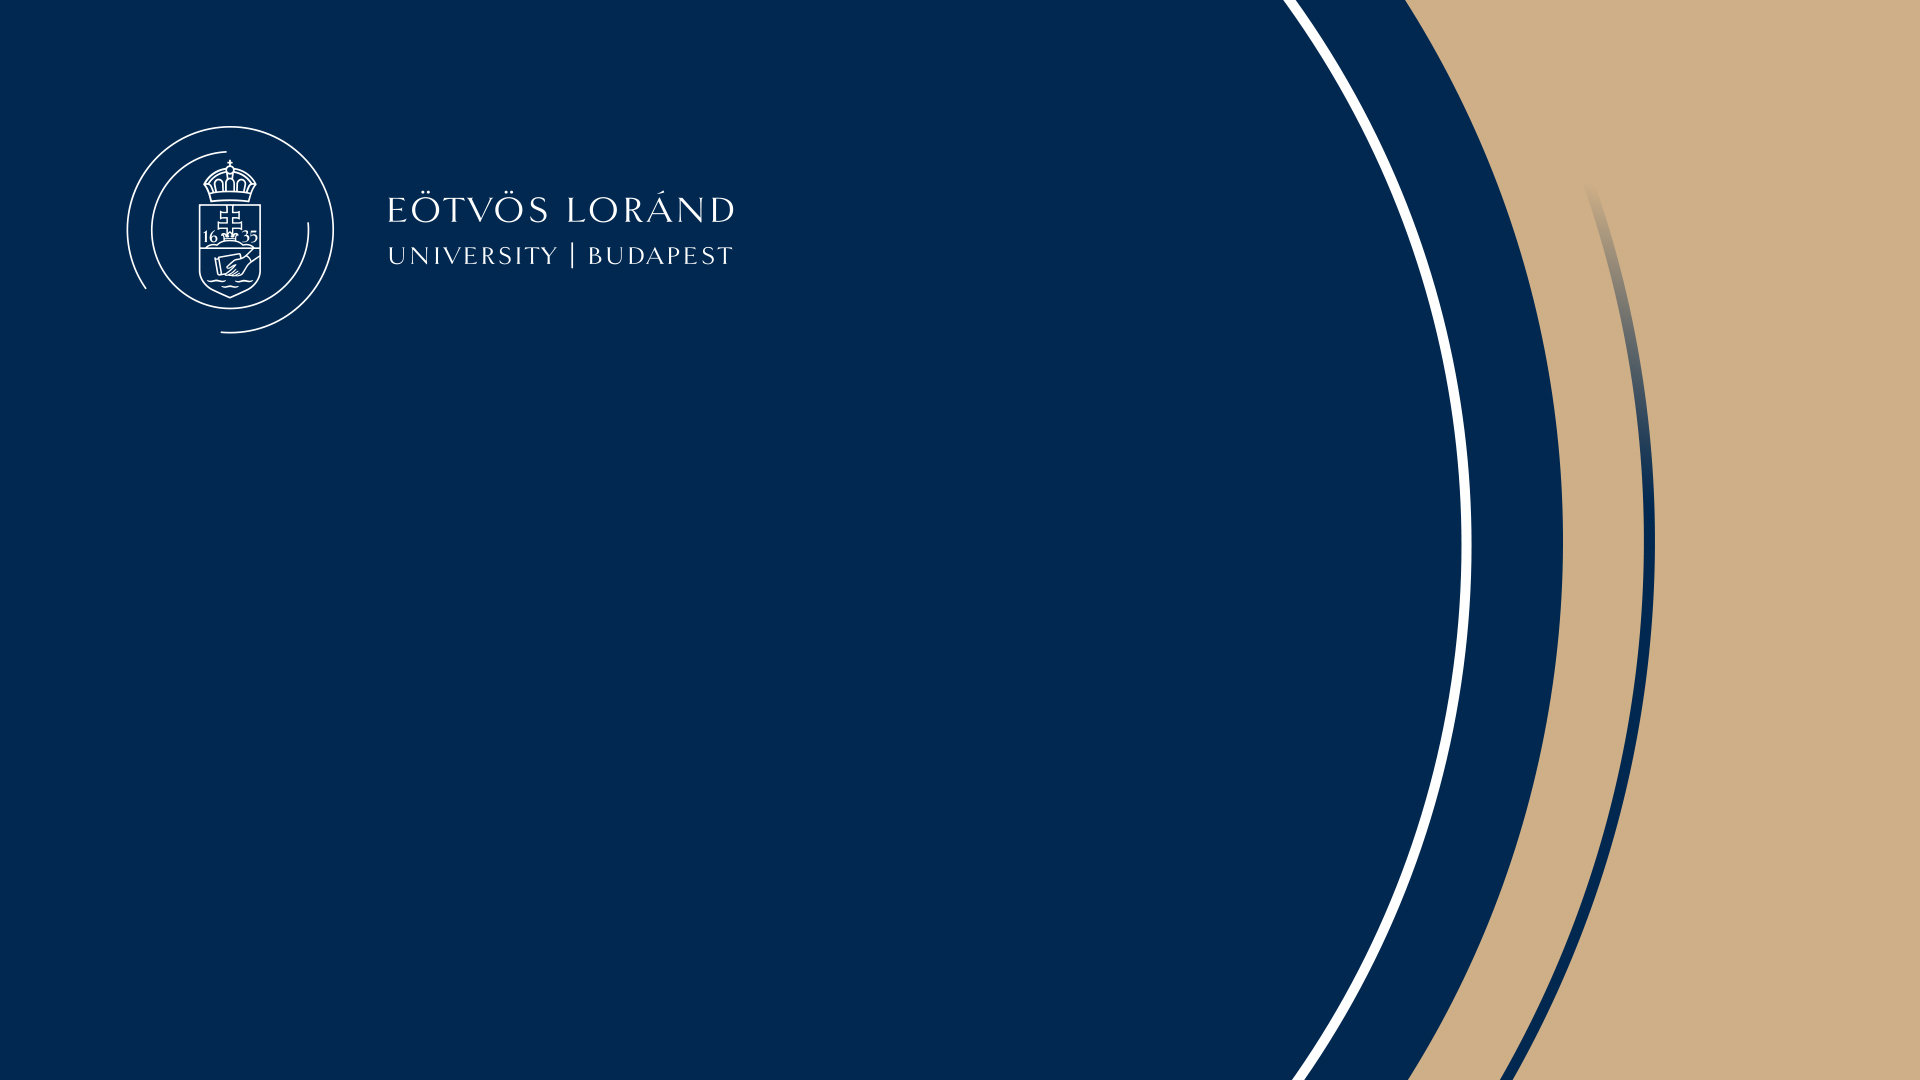 16 35
EÖTVÖS LORÁND
UNIVERSITY | BUDAPEST